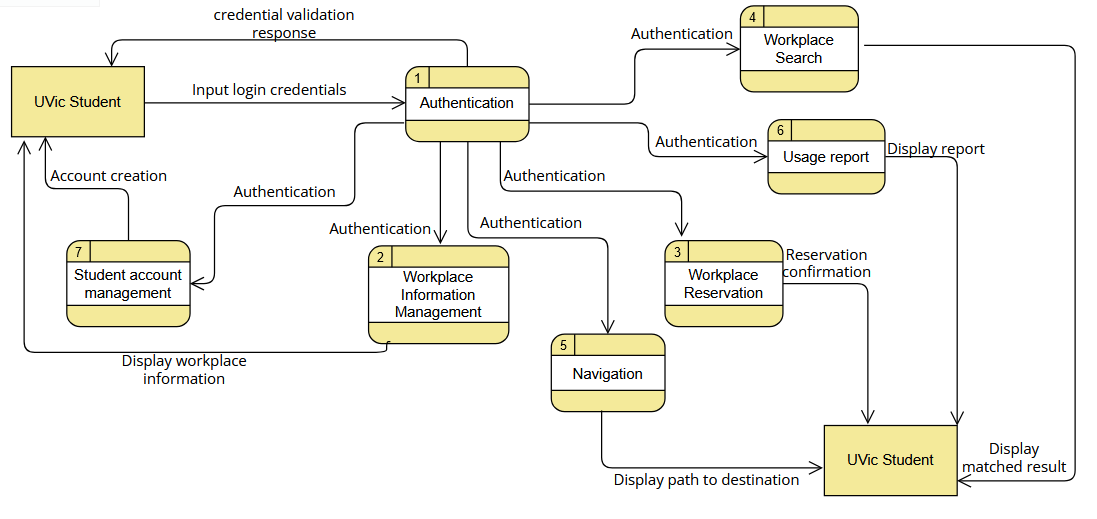 credential validation
response
4
Authentication
Workplace
Search
1
UVic Student
Input login credentials
Authentication
6
Authentication
Usage report
Display report
Account creation
Authentication
Authentication
Authentication
Authentication
7
Student account
management
2
Workplace
Information
Management
3
Workplace
Reservation
Reservation
confirmation
5
Navigation
Display workplace
information
UVic Student
Display
matched result
Display path to destination